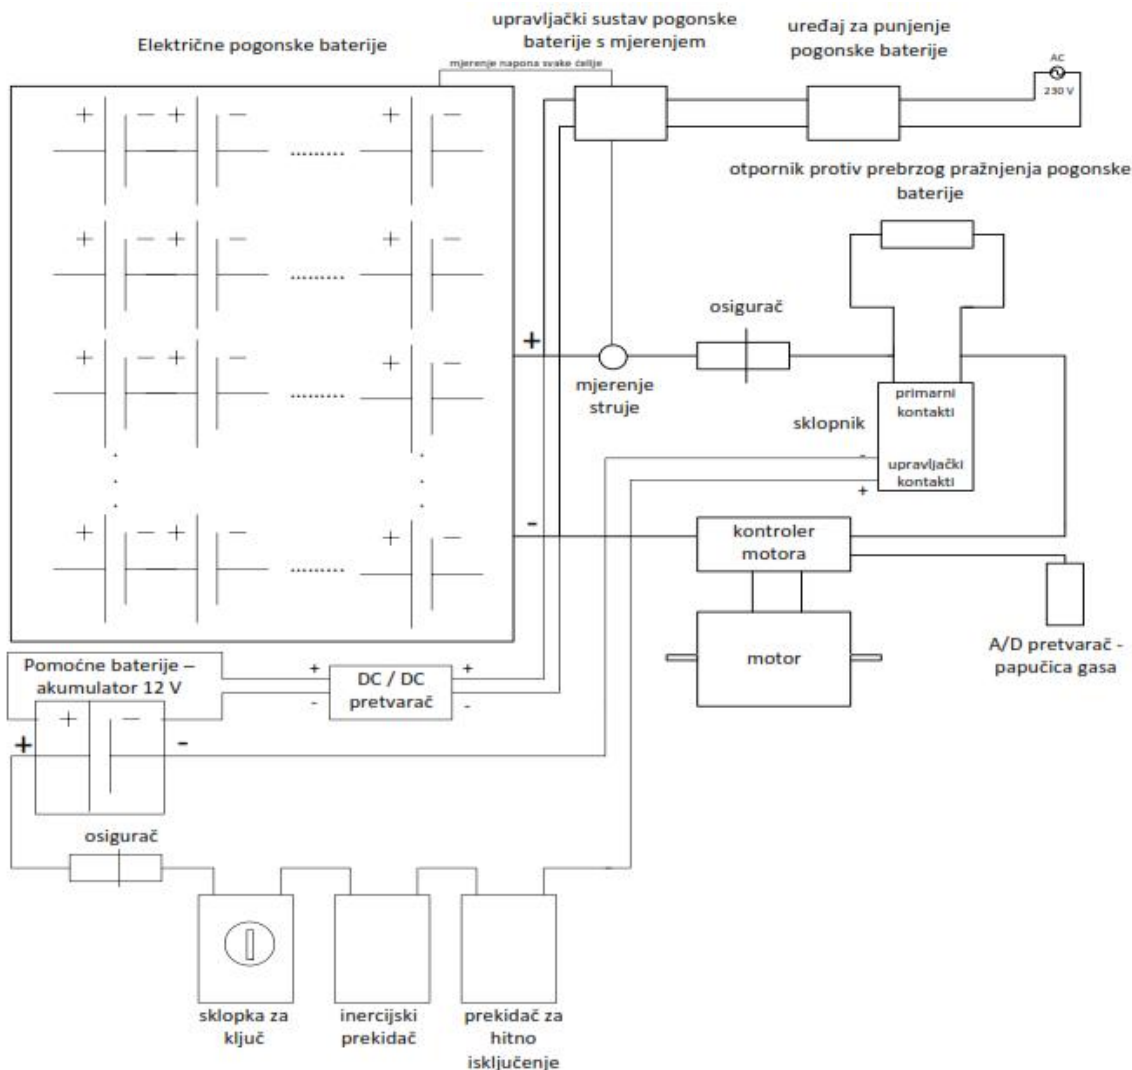 Električne pogonske baterije
upravljački sustav pogonske
baterije s mjerenjem
uređaj za punjenje
pogonske baterije
mjerenje napona svake ćelije
AC
230 V
+ — + — ......... + —
otpornik protiv prebrzog pražnjenja pogonske
baterije
+ — + — ......... + —
osigurač
+
+ — + — ......... + —
mjerenje
struje
primarni
kontakti
sklopnik
-
upravljački
kontakti
+
+ — + — ......... + —
-
kontroler
motora
A/D pretvarač -
papučica gasa
motor
Pomoćne baterije –
akumulator 12 V
+ +
DC / DC
pretvarač
- -
+ —
+ -
osigurač
sklopka za
ključ
inercijski
prekidač
prekidač za
hitno
isključenje